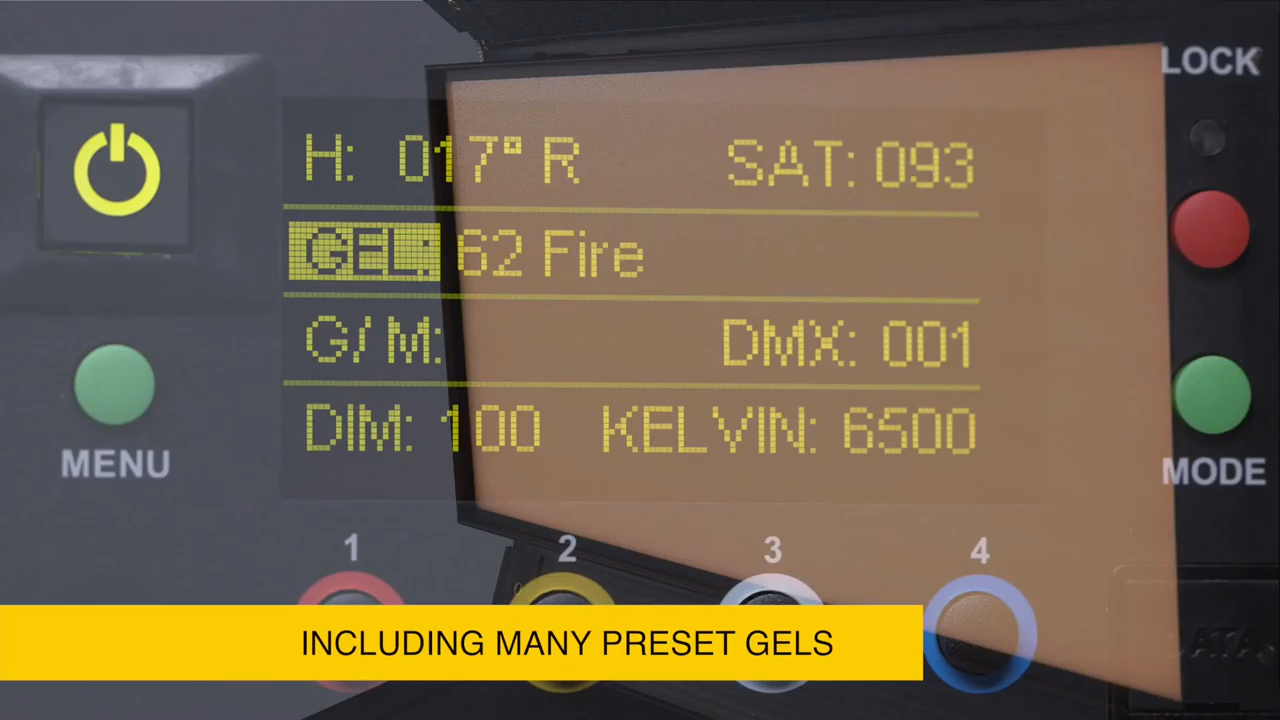 LOCK
H: 017° R SAT: 093
GEL: 62 Fire
G/ M: DMX: 001
DIM: 100 KELVIN: 6500
MENU
MODE
1 2 3 4
INCLUDING MANY PRESET GELS
DATA